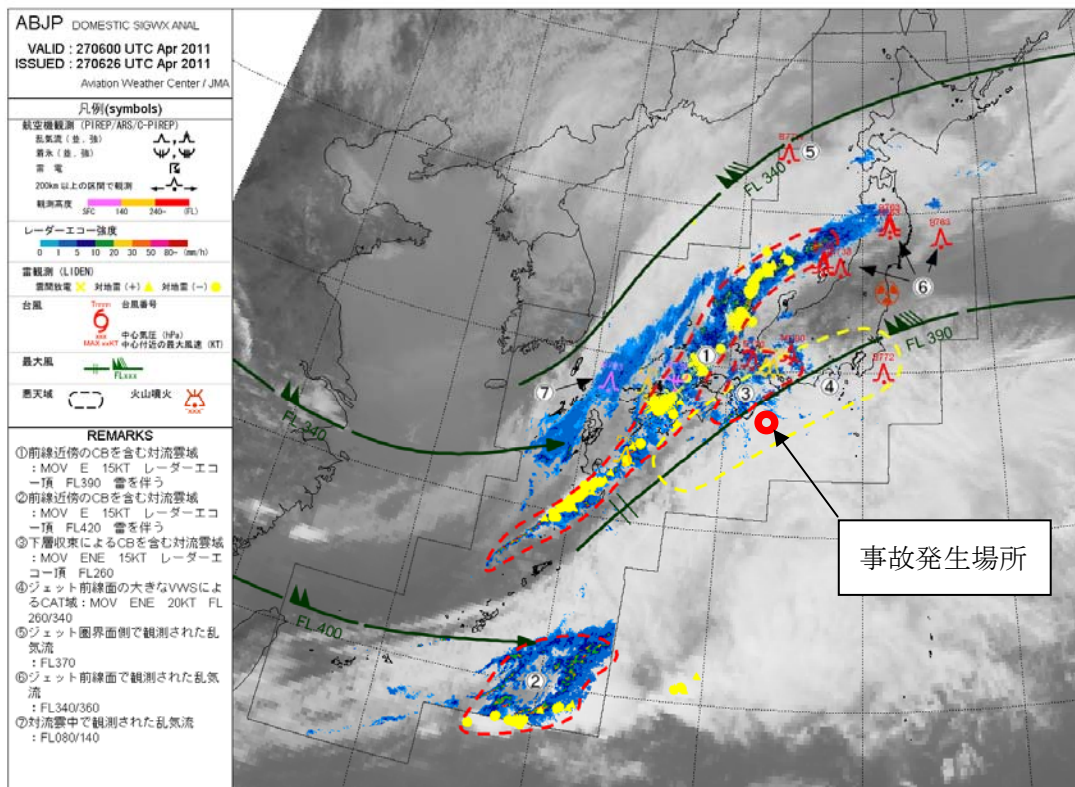 ABJP DOMESTIC SIGWX ANAL
VALID : 270600 UTC Apr 2011
ISSUED : 270626 UTC Apr 2011
Aviation Weather Center / JMA
凡例(symbols)
航空機観測 (PIREP/ARS/C-PIREP)
乱気流(並, 強)
着氷(並, 強)
雷 電
200km以上の区間で観測
観測高度
SFC 140 240~ (FL)
レーダーエコー強度
0 1 5 10 20 30 50 80~ (mm/h)
雷観測 (LIDEN)
雲間放電 対地雷(+) 対地雷(-)
台風
台風番号
xxx
中心気圧 (hPa)
MAX xxKT 中心付近の最大風速 (KT)
最大風
FLxxx
悪天域 火山噴火
"xxx"
REMARKS
①前線近傍のCBを含む対流雲域
:MOV E 15KT レーダーエコ
ー頂 FL390 雷を伴う
②前線近傍のCBを含む対流雲域
:MOV E 15KT レーダーエコ
ー頂 FL420 雷を伴う
③下層収束によるCBを含む対流雲域
:MOV ENE 15KT レーダーエ
コー頂 FL260
④ジェット前線面の大きなVWSによ
るCAT域:MOV ENE 20KT FL
260/340
⑤ジェット圏界面側で観測された乱
気流
:FL370
⑥ジェット前線面で観測された乱気
流
:FL340/360
⑦対流雲中で観測された乱気流
:FL080/140
⑤
FL 340
B763
⑥
FL 390
①
⑦
B772
④
③
FL 340
事故発生場所
FL 400
②